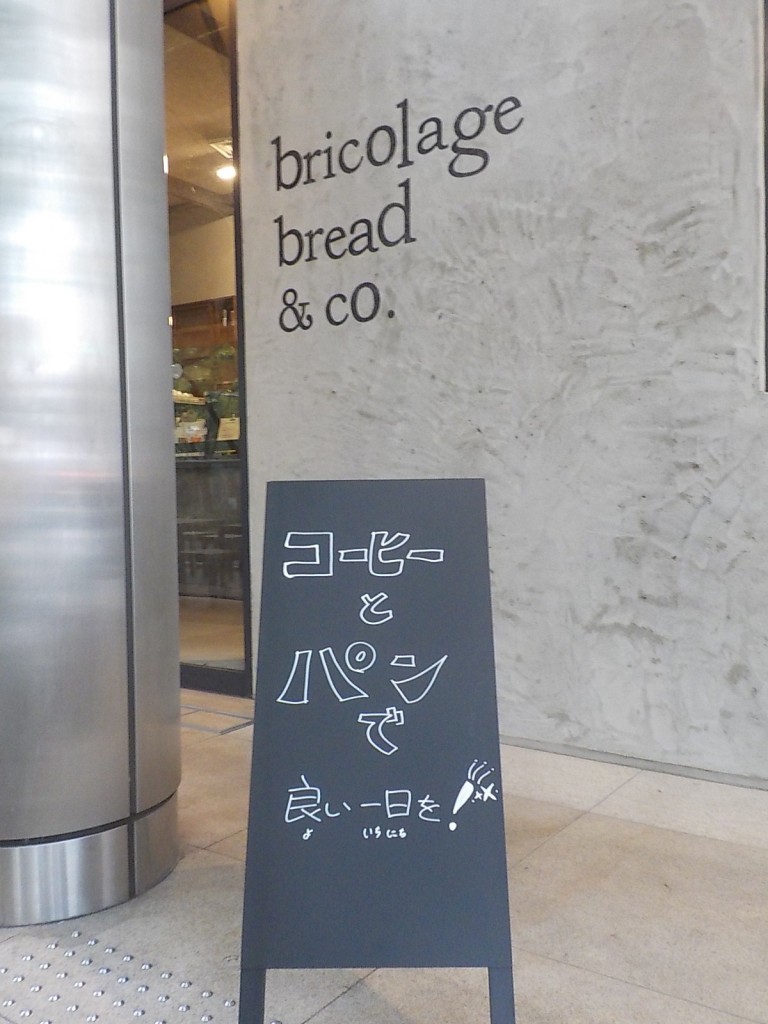 bricolage
bread
& co.
コーヒー
と
パン
で
良い一日を!
よ いちにち